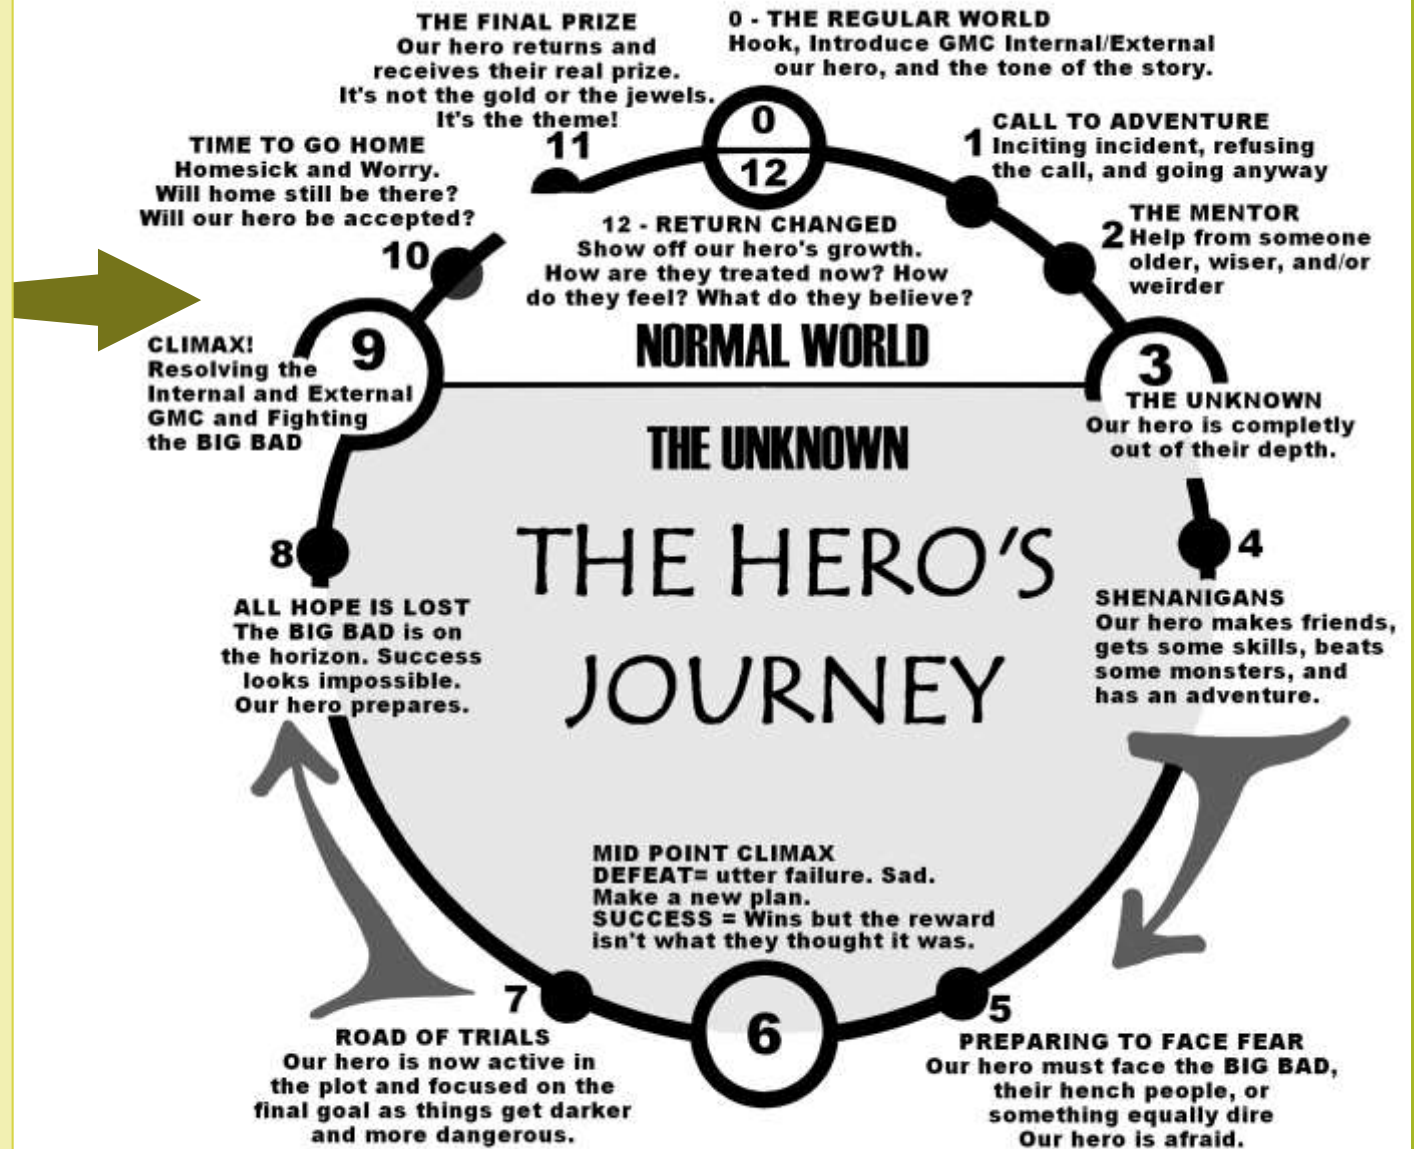 THE FINAL PRIZE
Our hero returns and
receives their real prize.
It's not the gold or the jewels.
It's the theme!
11
0 - THE REGULAR WORLD
Hook, Introduce GMC Internal/External
our hero, and the tone of the story.
0
12
1
CALL TO ADVENTURE
Inciting incident, refusing
the call, and going anyway
TIME TO GO HOME
Homesick and Worry.
Will home still be there?
Will our hero be accepted?
10
12 - RETURN CHANGED
Show off our hero's growth.
How are they treated now? How
do they feel? What do they believe?
2
THE MENTOR
Help from someone
older, wiser, and/or
weirder
NORMAL WORLD
9
CLIMAX!
Resolving the
Internal and External
GMC and Fighting
the BIG BAD
3
THE UNKNOWN
Our hero is completly
out of their depth.
THE UNKNOWN
THE HERO'S
JOURNEY
8
ALL HOPE IS LOST
The BIG BAD is on
the horizon. Success
looks impossible.
Our hero prepares.
4
SHENANIGANS
Our hero makes friends,
gets some skills, beats
some monsters, and
has an adventure.
MID POINT CLIMAX
DEFEAT= utter failure. Sad.
Make a new plan.
SUCCESS = Wins but the reward
isn't what they thought it was.
7
ROAD OF TRIALS
Our hero is now active in
the plot and focused on the
final goal as things get darker
and more dangerous.
6
5
PREPARING TO FACE FEAR
Our hero must face the BIG BAD,
their hench people, or
something equally dire
Our hero is afraid.